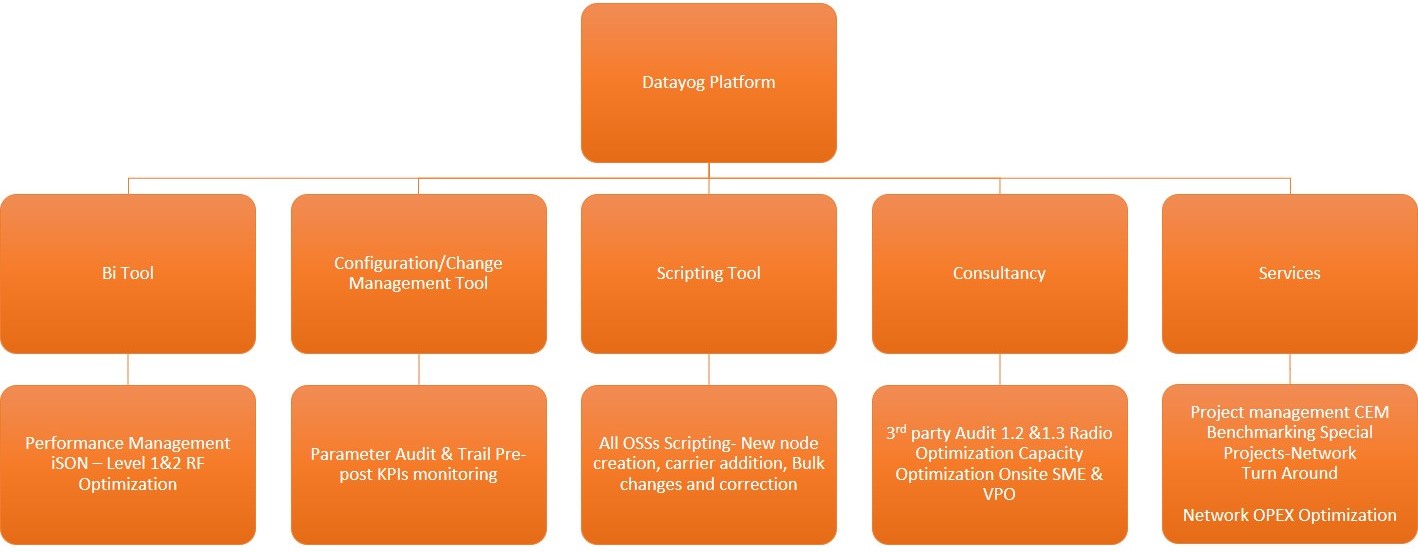 Datayog Platform
Bi Tool
Configuration/Change
Management Tool
Scripting Tool
Consultancy
Services
Performance Management
iSON – Level 1&2 RF
Optimization
Parameter Audit & Trail Pre-
post KPIs monitoring
All OSSs Scripting- New node
creation, carrier addition, Bulk
changes and correction
3rd party Audit 1.2 &1.3 Radio
Optimization Capacity
Optimization Onsite SME &
VPO
Project management CEM
Benchmarking Special
Projects-Network
Turn Around
Network OPEX Optimization